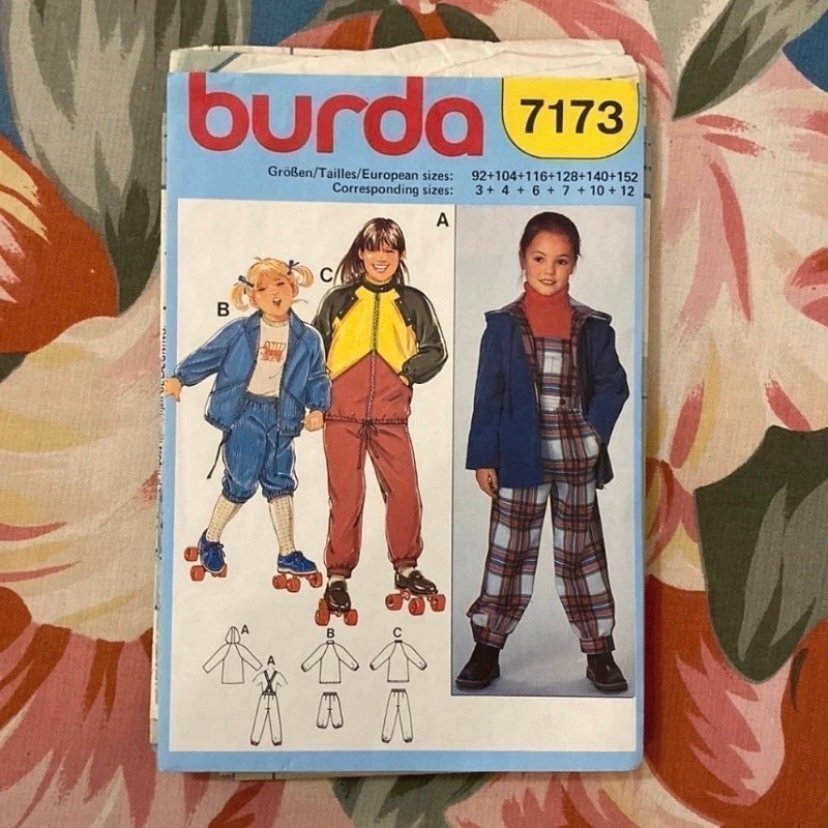 burda
7173
Größen/Tailles/European sizes: 92+104+116+128+140+152
Corresponding sizes: 3 + 4 + 6 + 7 + 10 + 12
A
C
B
A
B
C
A